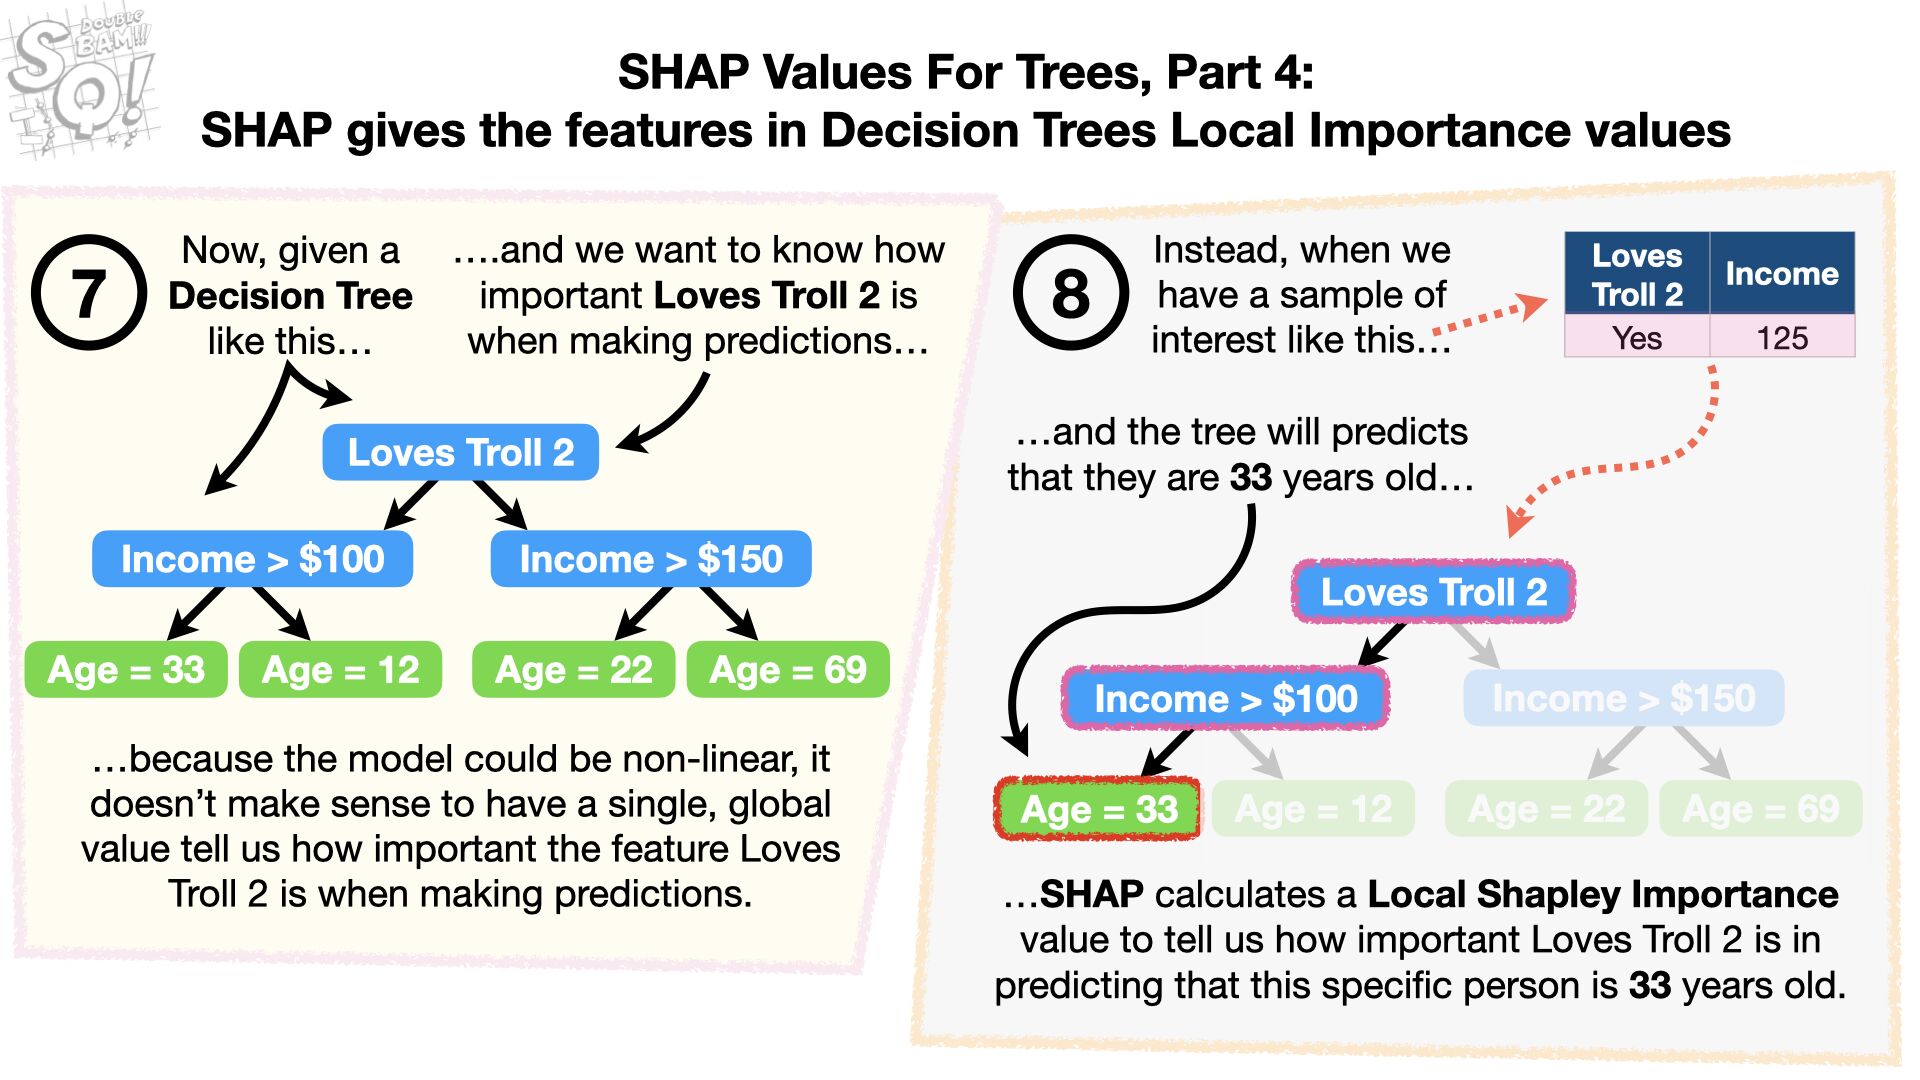 DOUBLE
BAM!!!
SQ!
SHAP Values For Trees, Part 4:
SHAP gives the features in Decision Trees Local Importance values
7
Now, given a
Decision Tree
like this…
….and we want to know how
important Loves Troll 2 is
when making predictions…
Loves Troll 2
Income > $100
Income > $150
Age = 33
Age = 12
Age = 22
Age = 69
…because the model could be non-linear, it
doesn’t make sense to have a single, global
value tell us how important the feature Loves
Troll 2 is when making predictions.
8
Instead, when we
have a sample of
interest like this…
Loves
Troll 2
Income
Yes
125
…and the tree will predicts
that they are 33 years old…
Loves Troll 2
Income > $100
Income > $150
Age = 33
Age = 12
Age = 22
Age = 69
…SHAP calculates a Local Shapley Importance
value to tell us how important Loves Troll 2 is in
predicting that this specific person is 33 years old.